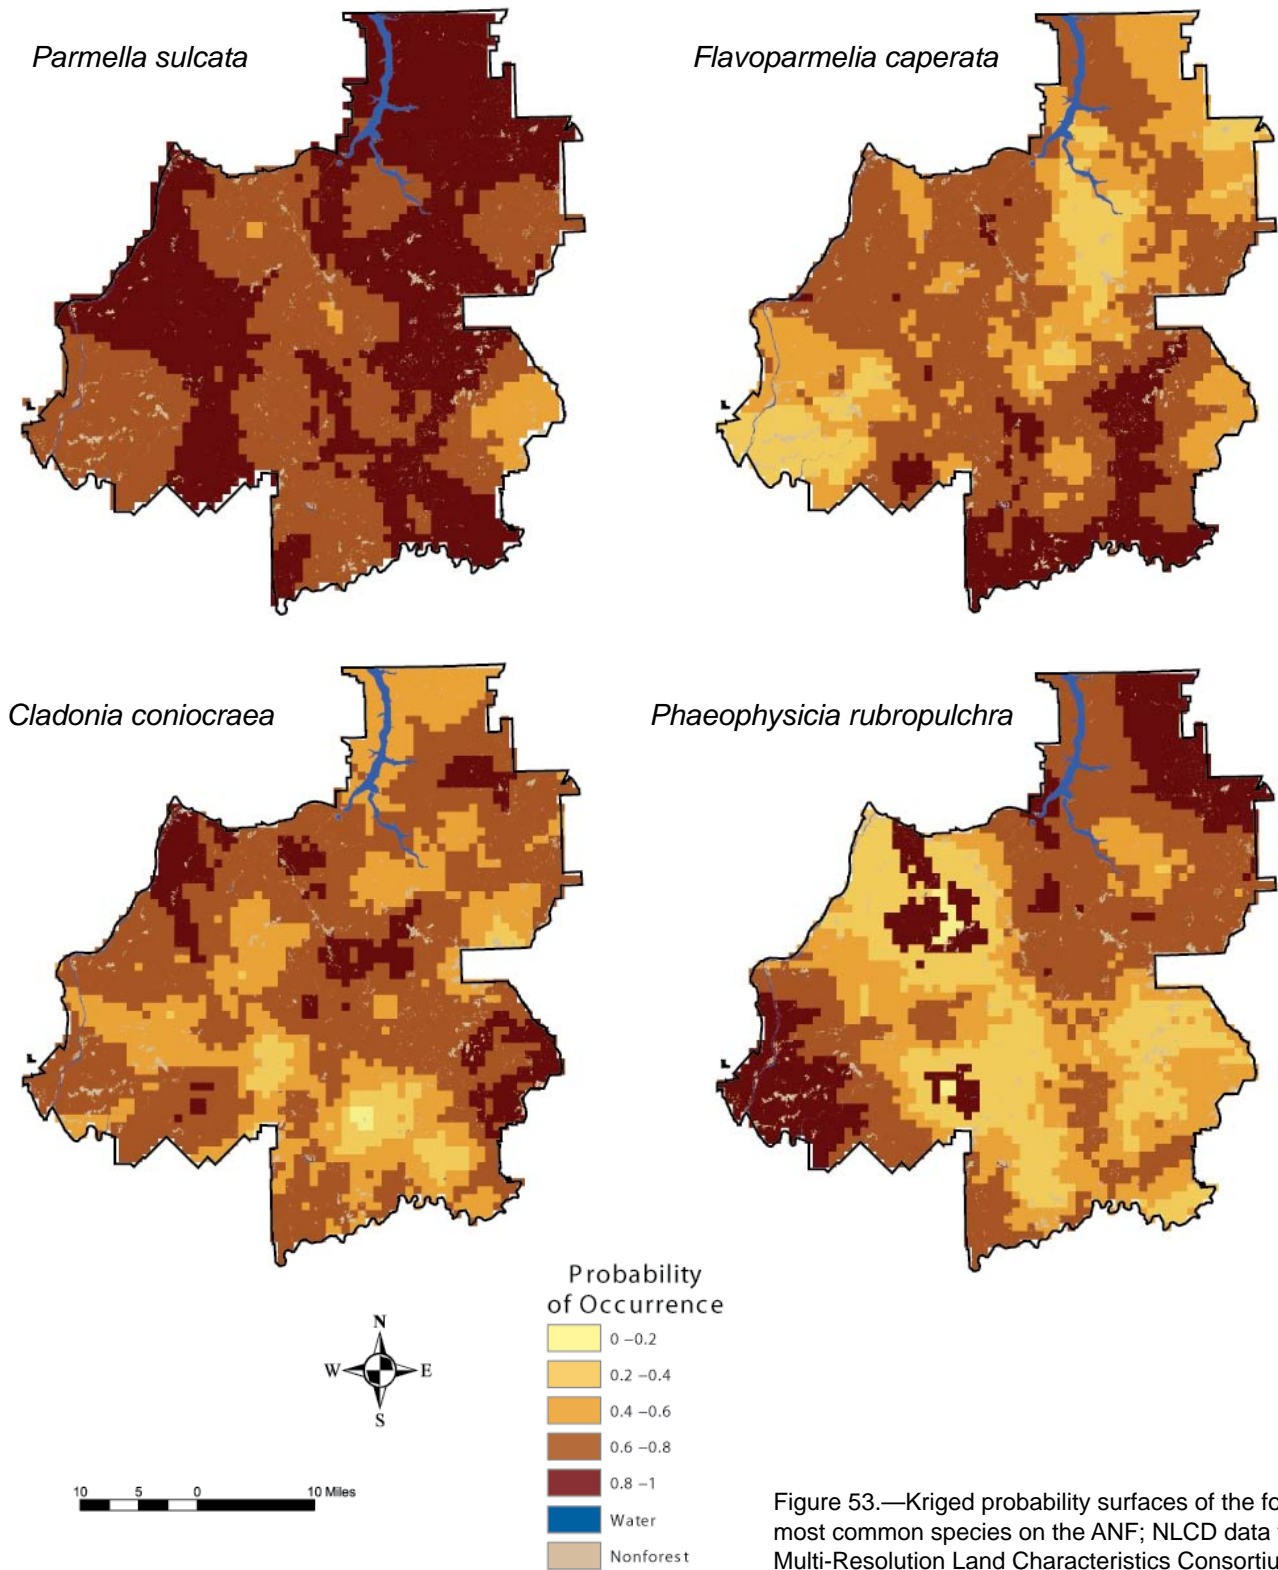 Parmella sulcata
Flavoparmelia caperata
Cladonia coniocraea
Phaeophysicia rubropulchra
Probability
of Occurrence
0 –0.2
0.2 –0.4
0.4 –0.6
0.6 –0.8
0.8 –1
Water
Nonforest
N
W E
S
10 5 0 10 Miles
Figure 53.—Kriged probability surfaces of the
most common species on the ANF; NLCD data
Multi-Resolution Land Characteristics